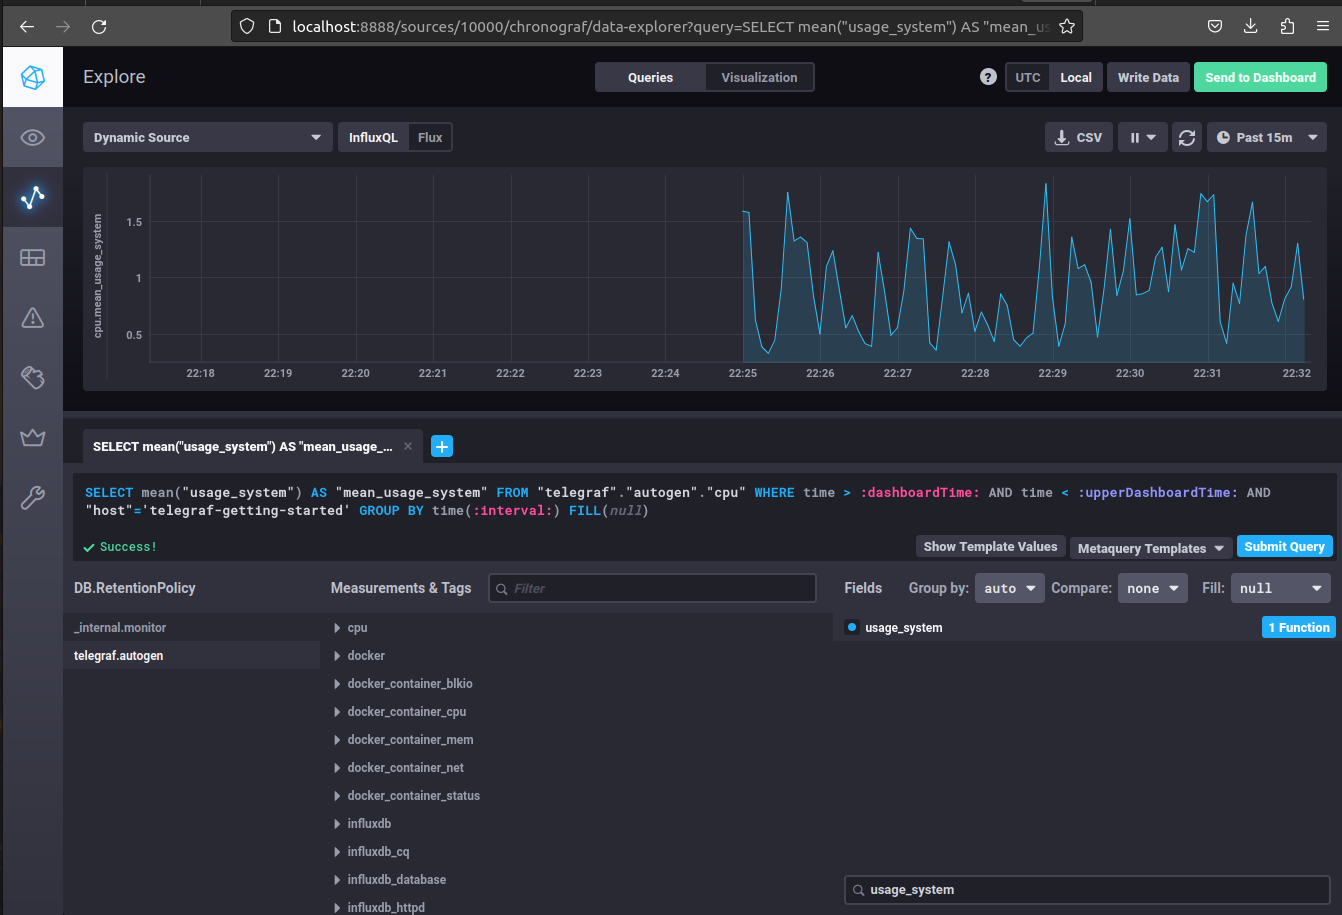 localhost:8888/sources/10000/chronograf/data-explorer?query=SELECT mean("usage_system") AS "mean_us
Explore
Queries
Visualization
?
UTC
Local
Write Data
Send to Dashboard
Dynamic Source
InfluxQL
Flux
CSV
Past 15m
cpu.mean_usage_system
1.5
1
0.5
22:18 22:19 22:20 22:21 22:22 22:23 22:24 22:25 22:26 22:27 22:28 22:29 22:30 22:31 22:32
SELECT mean("usage_system") AS "mean_usage_...
SELECT mean("usage_system") AS "mean_usage_system" FROM "telegraf"."autogen"."cpu" WHERE time > :dashboardTime: AND time < :upperDashboardTime: AND
"host"='telegraf-getting-started' GROUP BY time(:interval:) FILL(null)
Success!
Show Template Values
Metaquery Templates
Submit Query
DB.RetentionPolicy
_internal.monitor
telegraf.autogen
Measurements & Tags
Filter
cpu
docker
docker_container_blkio
docker_container_cpu
docker_container_mem
docker_container_net
docker_container_status
influxdb
influxdb_cq
influxdb_database
influxdb_httpd
Fields
Group by: auto
Compare: none
Fill: null
usage_system
1 Function
usage_system